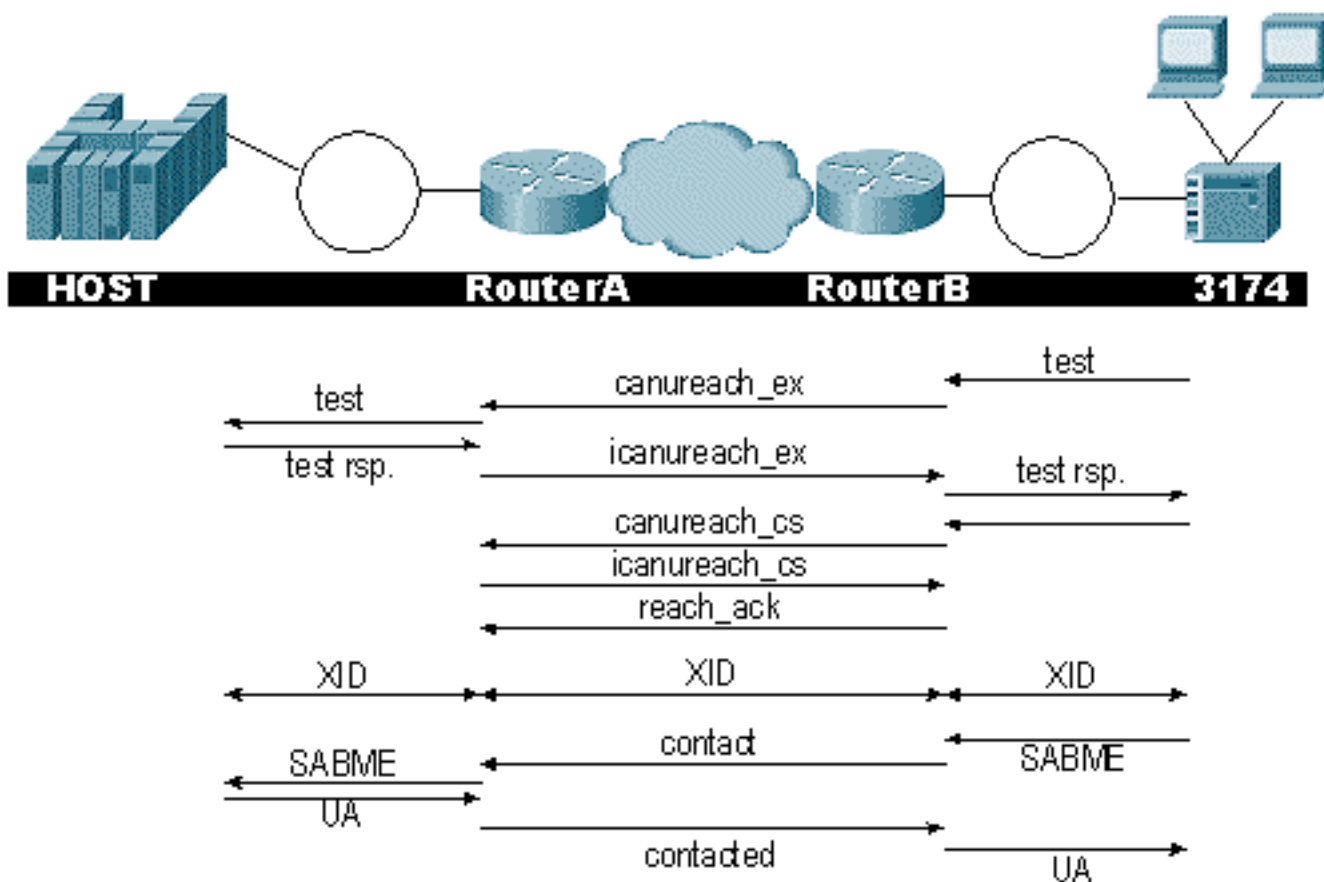 HOST RouterA RouterB 3174
test
canureach_ex
test
test rsp.
icanureach_ex
test rsp.
canureach_cs
icanureach_cs
reach_ack
XID XID XID
contact
SABME
SABME
UA
contacted
UA